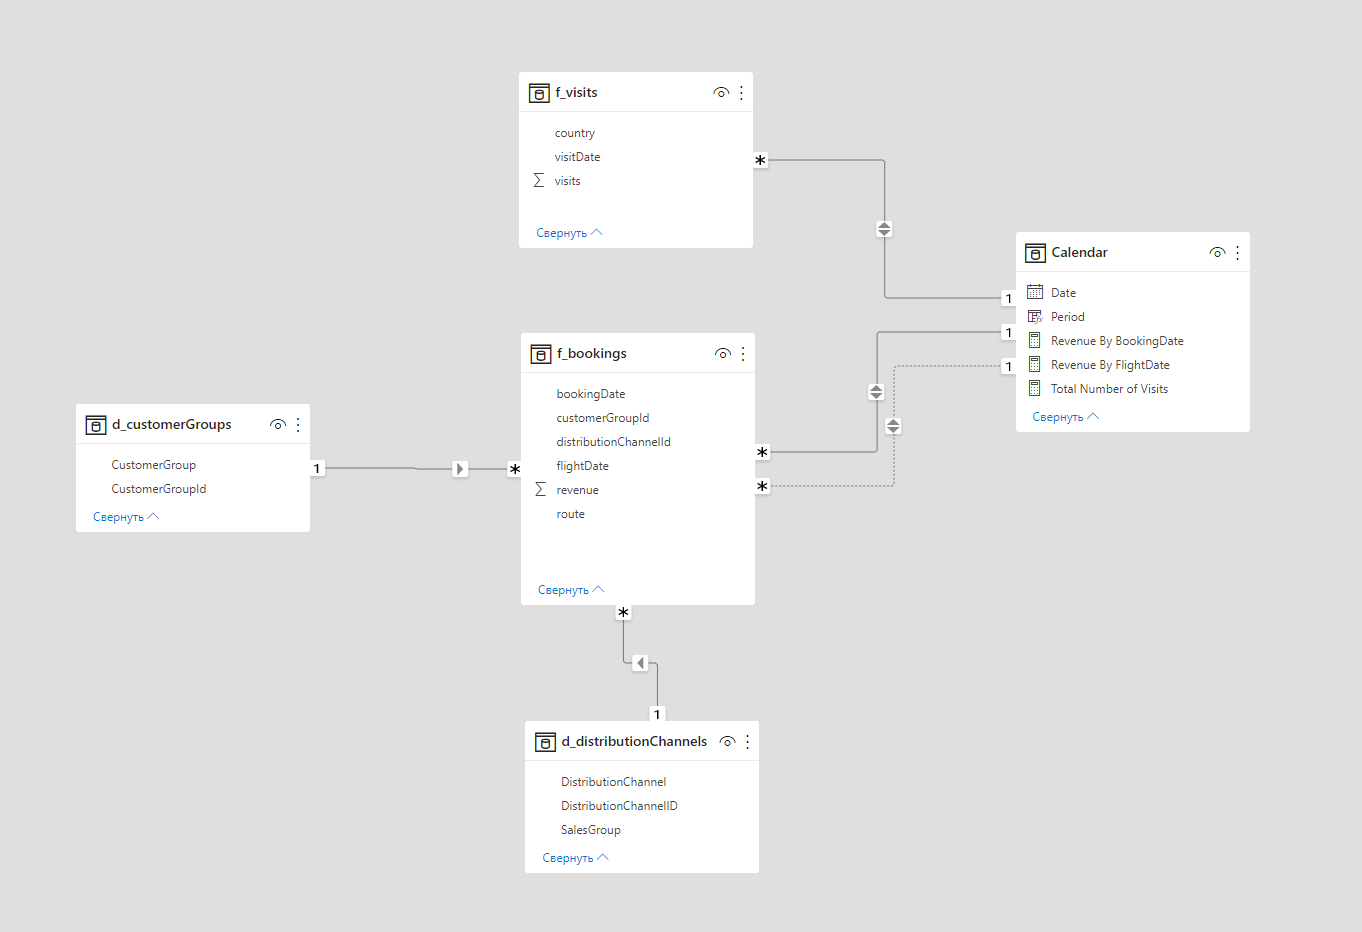 f_visits
country
visitDate
visits
Свернуть
*
1
Calendar
Date
Period
Revenue By BookingDate
Revenue By FlightDate
Total Number of Visits
Свернуть
1
1
f_bookings
bookingDate
customerGroupId
distributionChannelId
flightDate
revenue
route
Свернуть
*
*
*
*
d_customerGroups
CustomerGroup
CustomerGroupId
Свернуть
1
1
d_distributionChannels
DistributionChannel
DistributionChannelID
SalesGroup
Свернуть